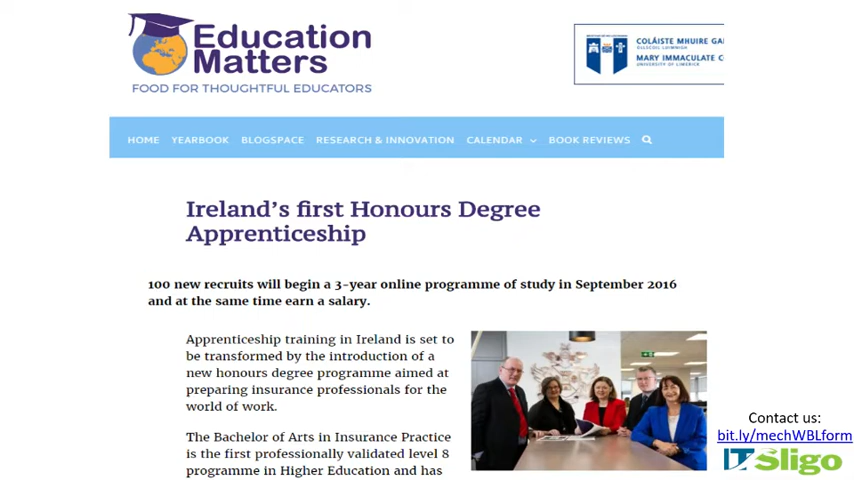 Education
Matters
FOOD FOR THOUGHTFUL EDUCATORS
COLÁISTE MHUIRE
MARY IMMACULATE
UNIVERSITY OF LIMERICK
HOME YEARBOOK BLOGSPACE RESEARCH & INNOVATION CALENDAR BOOK REVIEWS
Ireland's first Honours Degree
Apprenticeship
100 new recruits will begin a 3-year online programme of study in September 2016
and at the same time earn a salary.
Apprenticeship training in Ireland is set to
be transformed by the introduction of a
new honours degree programme aimed at
preparing insurance professionals for the
world of work.
The Bachelor of Arts in Insurance Practice
is the first professionally validated level 8
programme in Higher Education and has
Contact us:
bit.ly/mechWBLform
IT Sligo